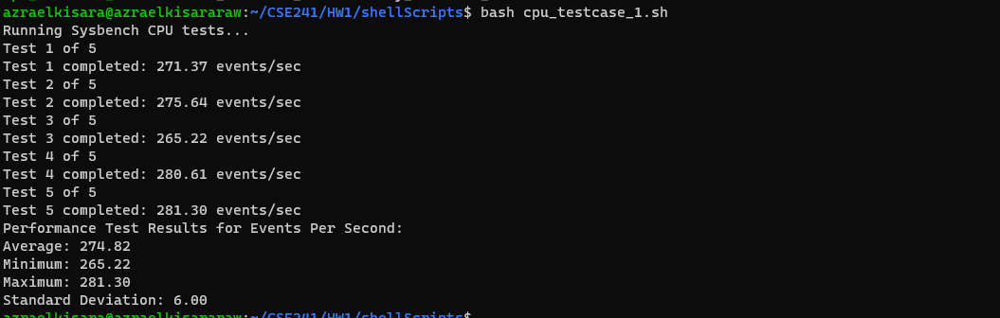 azraelkisara@azraelkisararaw:~/CSE241/HW1/shellScripts$ bash cpu_testcase_1.sh
Running Sysbench CPU tests...
Test 1 of 5
Test 1 completed: 271.37 events/sec
Test 2 of 5
Test 2 completed: 275.64 events/sec
Test 3 of 5
Test 3 completed: 265.22 events/sec
Test 4 of 5
Test 4 completed: 280.61 events/sec
Test 5 of 5
Test 5 completed: 281.30 events/sec
Performance Test Results for Events Per Second:
Average: 274.82
Minimum: 265.22
Maximum: 281.30
Standard Deviation: 6.00
azraelkisara@azraelkisararaw:~/CSE241/HW1/shellScripts$